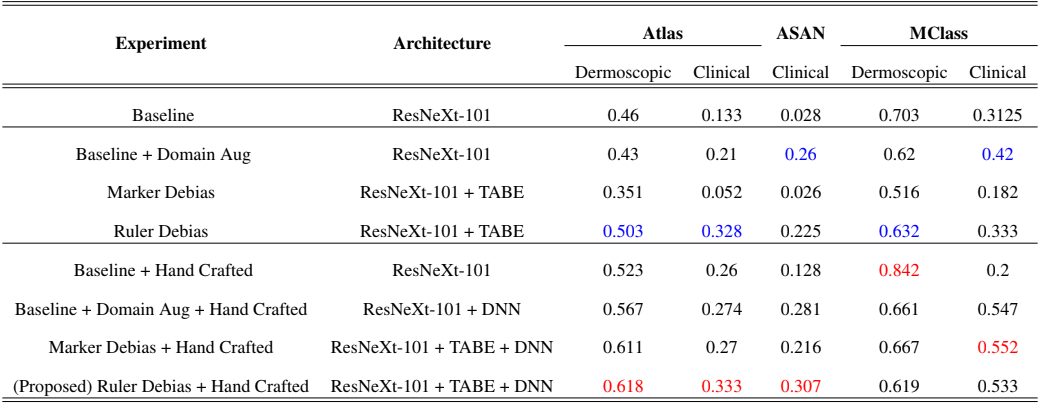 Experiment Architecture Atlas ASAN MClass
Dermoscopic Clinical Clinical Dermoscopic Clinical
Baseline ResNeXt-101 0.46 0.133 0.028 0.703 0.3125
Baseline + Domain Aug ResNeXt-101 0.43 0.21 0.26 0.62 0.42
Marker Debias ResNeXt-101 + TABE 0.351 0.052 0.026 0.516 0.182
Ruler Debias ResNeXt-101 + TABE 0.503 0.328 0.225 0.632 0.333
Baseline + Hand Crafted ResNeXt-101 0.523 0.26 0.128 0.842 0.2
Baseline + Domain Aug + Hand Crafted ResNeXt-101 + DNN 0.567 0.274 0.281 0.661 0.547
Marker Debias + Hand Crafted ResNeXt-101 + TABE + DNN 0.611 0.27 0.216 0.667 0.552
(Proposed) Ruler Debias + Hand Crafted ResNeXt-101 + TABE + DNN 0.618 0.333 0.307 0.619 0.533